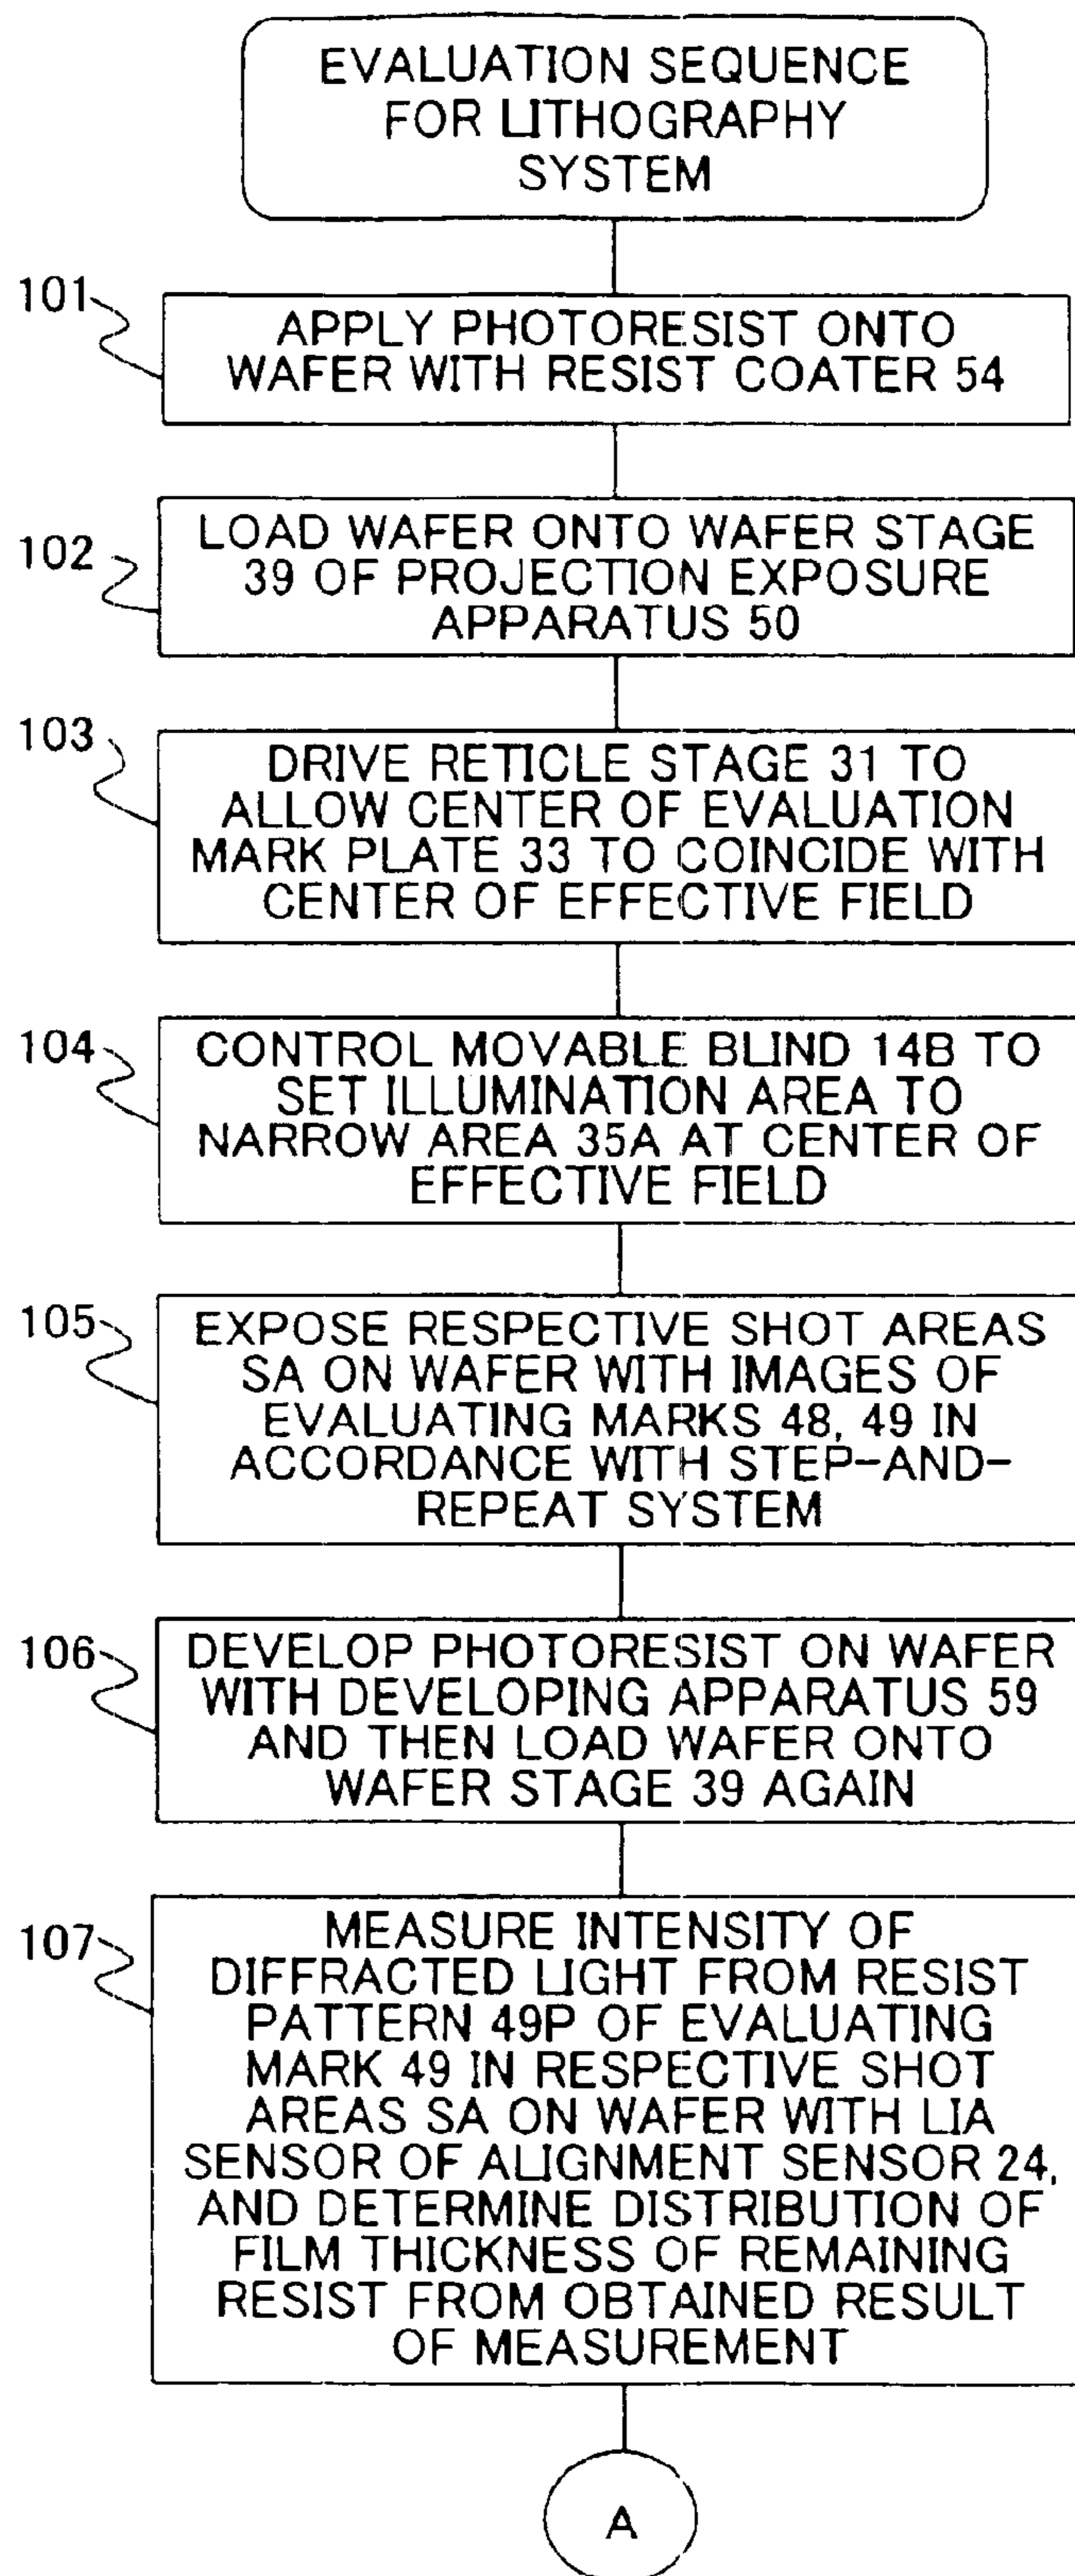 EVALUATION SEQUENCE
FOR LITHOGRAPHY
SYSTEM
101
APPLY PHOTORESIST ONTO
WAFER WITH RESIST COATER 54
102
LOAD WAFER ONTO WAFER STAGE
39 OF PROJECTION EXPOSURE
APPARATUS 50
103
DRIVE RETICLE STAGE 31 TO
ALLOW CENTER OF EVALUATION
MARK PLATE 33 TO COINCIDE WITH
CENTER OF EFFECTIVE FIELD
104
CONTROL MOVABLE BLIND 14B TO
SET ILLUMINATION AREA TO
NARROW AREA 35A AT CENTER OF
EFFECTIVE FIELD
105
EXPOSE RESPECTIVE SHOT AREAS
SA ON WAFER WITH IMAGES OF
EVALUATING MARKS 48, 49 IN
ACCORDANCE WITH STEP-AND-
REPEAT SYSTEM
106
DEVELOP PHOTORESIST ON WAFER
WITH DEVELOPING APPARATUS 59
AND THEN LOAD WAFER ONTO
WAFER STAGE 39 AGAIN
107
MEASURE INTENSITY OF
DIFFRACTED LIGHT FROM RESIST
PATTERN 49P OF EVALUATING
MARK 49 IN RESPECTIVE SHOT
AREAS SA ON WAFER WITH LIA
SENSOR OF ALIGNMENT SENSOR 24,
AND DETERMINE DISTRIBUTION OF
FILM THICKNESS OF REMAINING
RESIST FROM OBTAINED RESULT
OF MEASUREMENT
A